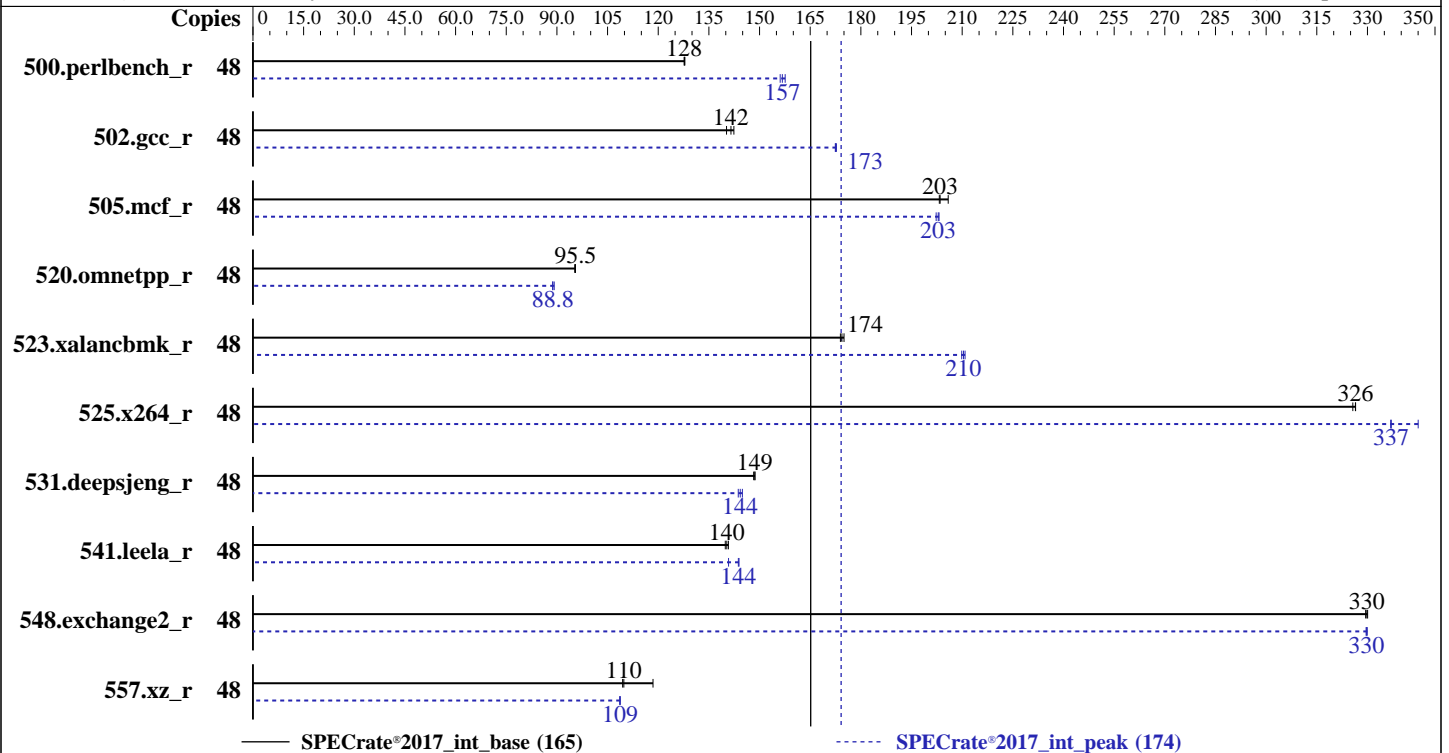 Copies 0 15.0 30.0 45.0 60.0 75.0 90.0 105 120 135 150 165 180 195 210 225 240 255 270 285 300 315 330 350
128
500.perlbench_r 48
157
142
502.gcc_r 48
173
203
505.mcf_r 48
203
95.5
520.omnetpp_r 48
88.8
174
523.xalancbmk_r 48
210
326
525.x264_r 48
337
149
531.deepsjeng_r 48
144
140
541.leela_r 48
144
330
548.exchange2_r 48
330
110
557.xz_r 48
109
SPECrate®2017_int_base (165) SPECrate®2017_int_peak (174)